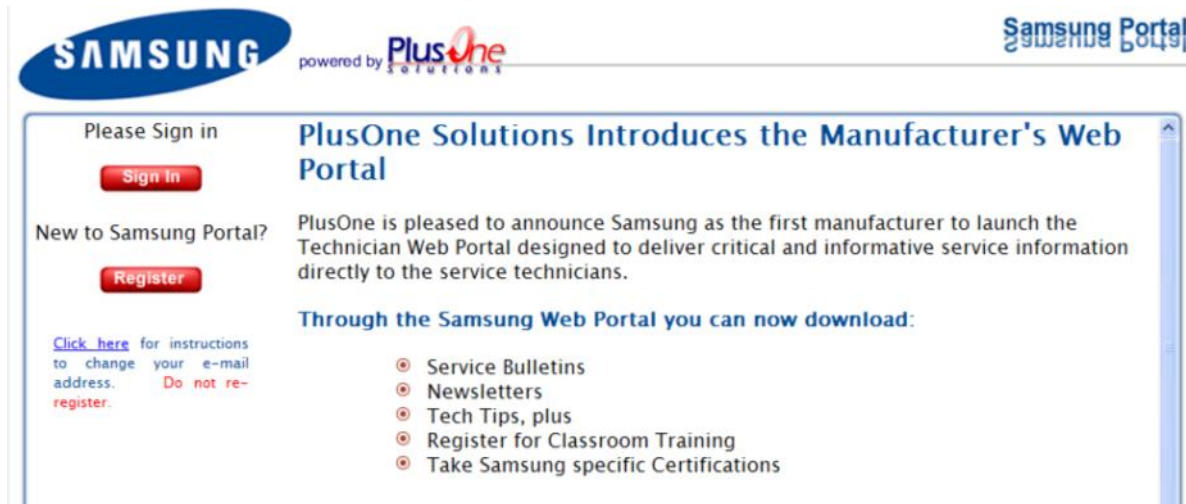 SAMSUNG
powered by PlusOne
Solutions
Samsung Portal
Please Sign in
Sign In
New to Samsung Portal?
Register
Click here for instructions
to change your e-mail
address. Do not re-
register.
PlusOne Solutions Introduces the Manufacturer's Web
Portal
PlusOne is pleased to announce Samsung as the first manufacturer to launch the
Technician Web Portal designed to deliver critical and informative service information
directly to the service technicians.
Through the Samsung Web Portal you can now download:
Service Bulletins
Newsletters
Tech Tips, plus
Register for Classroom Training
Take Samsung specific Certifications